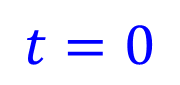 t = 0